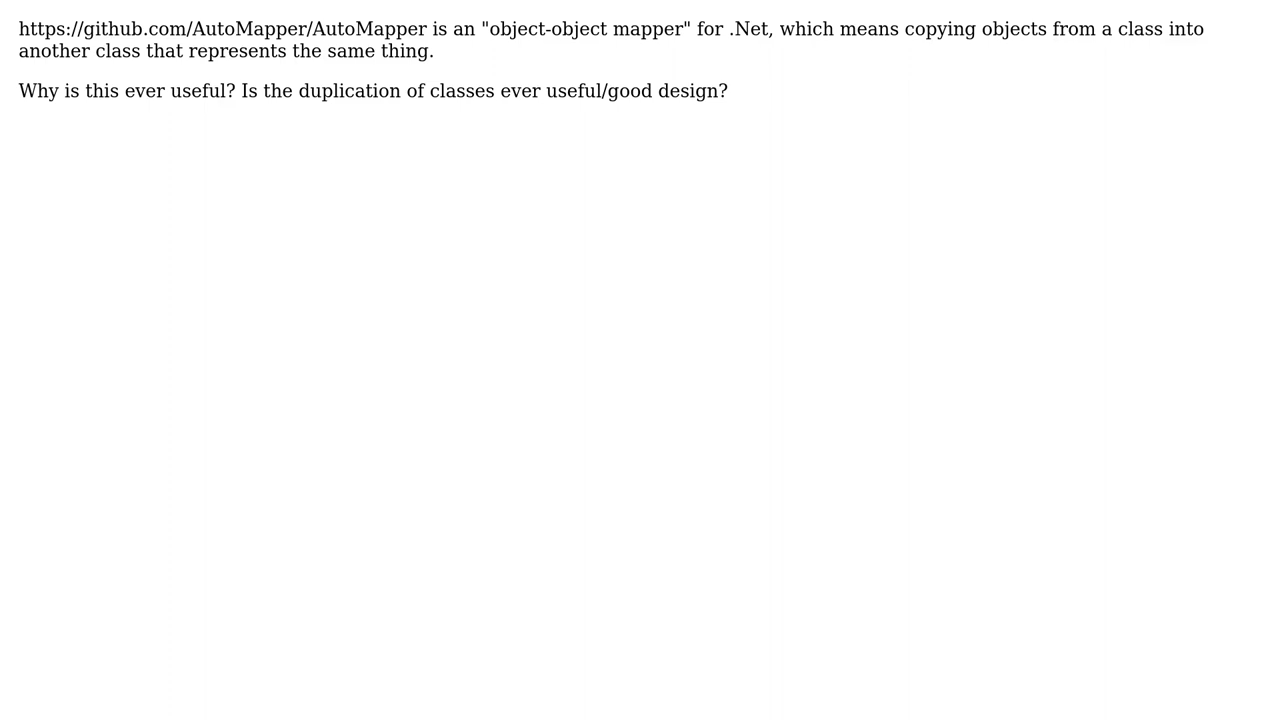 https://github.com/AutoMapper/AutoMapper is an "object-object mapper" for .Net, which means copying objects from a class into
another class that represents the same thing.
Why is this ever useful? Is the duplication of classes ever useful/good design?